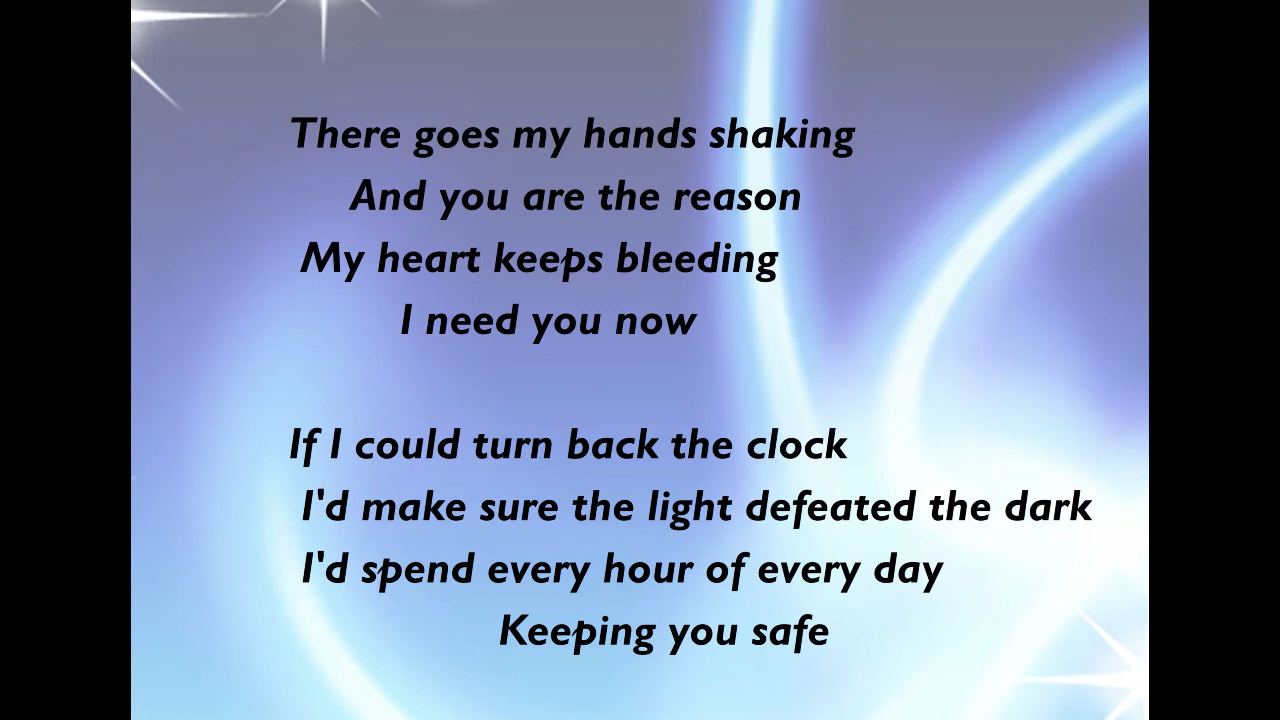 There goes my hands shaking
And you are the reason
My heart keeps bleeding
I need you now
If I could turn back the clock
I'd make sure the light defeated the dark
I'd spend every hour of every day
Keeping you safe